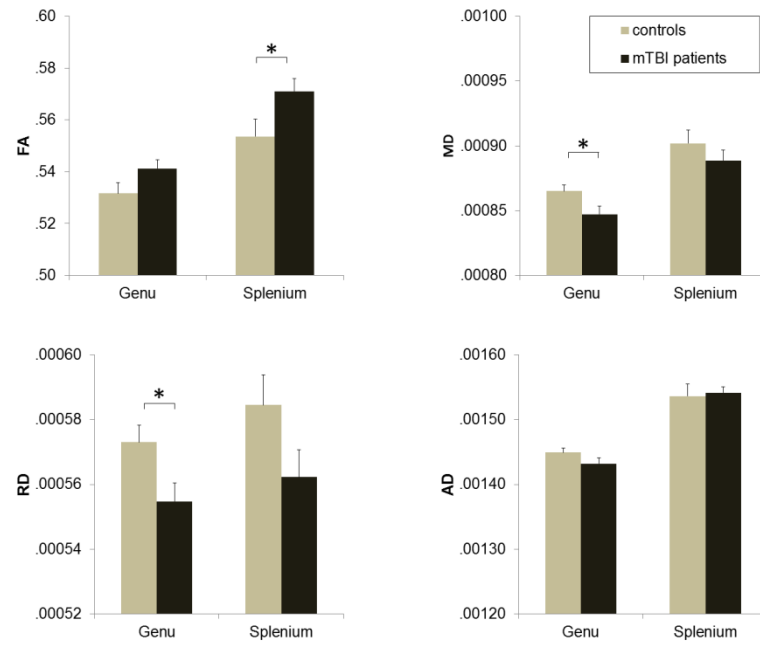 .60
.58
.56
.54
.52
.50
FA
*
Genu Splenium
.00100
.00095
.00090
.00085
.00080
MD
controls
mTBI patients
*
Genu Splenium
.00060
.00058
.00056
.00054
.00052
RD
*
Genu Splenium
.00160
.00150
.00140
.00130
.00120
AD
Genu Splenium